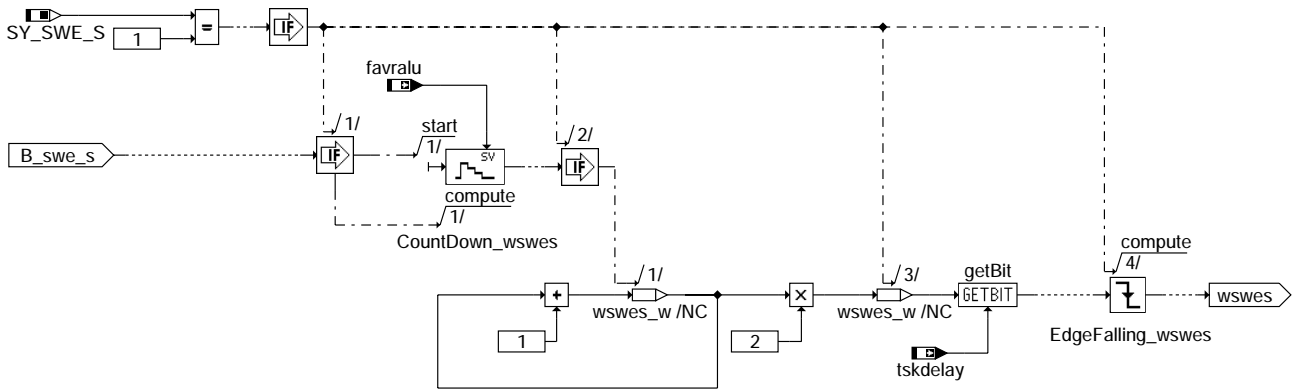 SY_SWE_S
1
=
IF
favralu
/1/
start
/2/
B_swe_s
IF
1/
SY
IF
compute
1/
CountDown_wswes
compute
/1/
/3/
getBit
4/
+
wswes_w /NC
X
wswes_w /NC
GETBIT
wswes
1
2
EdgeFalling_wswes
tskdelay